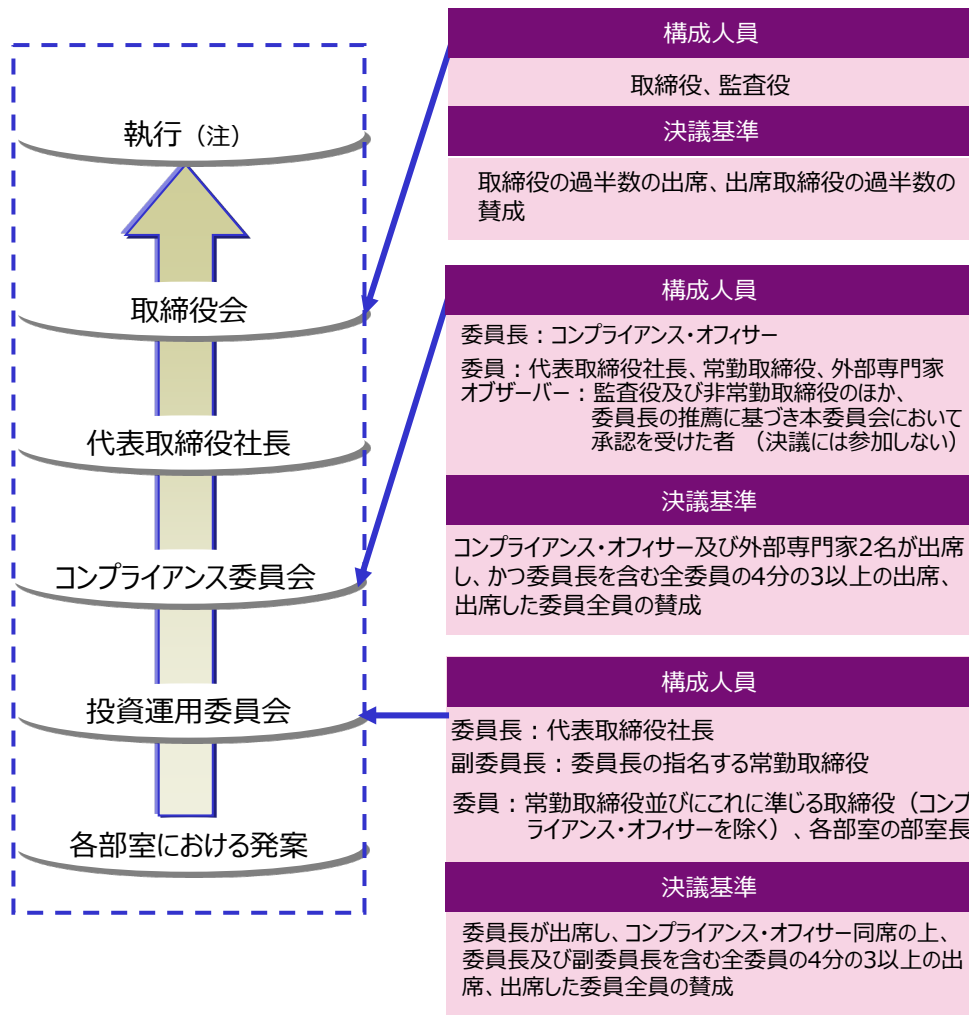 執行（注）
取締役会
代表取締役社長
コンプライアンス委員会
投資運用委員会
各部室における発案
構成人員
取締役、監査役
決議基準
取締役の過半数の出席、出席取締役の過半数の
賛成
構成人員
委員長：コンプライアンス・オフィサー
委員：代表取締役社長、常勤取締役、外部専門家
オブザーバー：監査役及び非常勤取締役のほか、
委員長の推薦に基づき本委員会において
承認を受けた者 （決議には参加しない）
決議基準
コンプライアンス・オフィサー及び外部専門家2名が出席
し、かつ委員長を含む全委員の4分の3以上の出席、
出席した委員全員の賛成
構成人員
委員長：代表取締役社長
副委員長：委員長の指名する常勤取締役
委員：常勤取締役並びにこれに準じる取締役（コンプ
ライアンス・オフィサーを除く）、各部室の部室長
決議基準
委員長が出席し、コンプライアンス・オフィサー同席の上、
委員長及び副委員長を含む全委員の4分の3以上の出
席、出席した委員全員の賛成